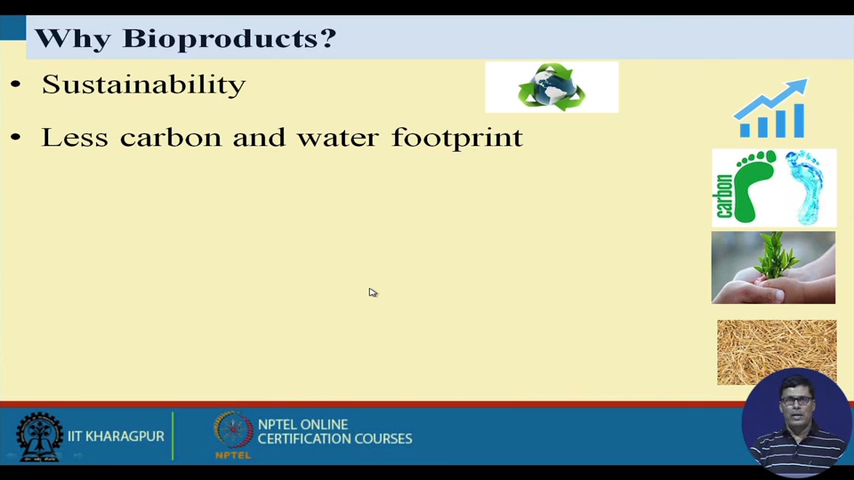 Why Bioproducts?
• Sustainability
• Less carbon and water footprint
carbon
IIT KHARAGPUR
NPTEL
NPTEL ONLINE
CERTIFICATION COURSES